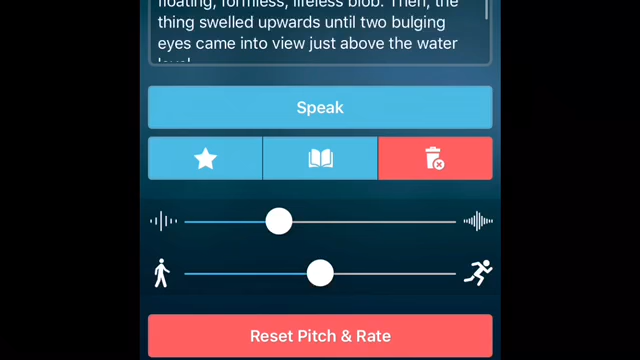 floating, formless, lifeless blob. Then, the
thing swelled upwards until two bulging
eyes came into view just above the water
level
Speak
Reset Pitch & Rate